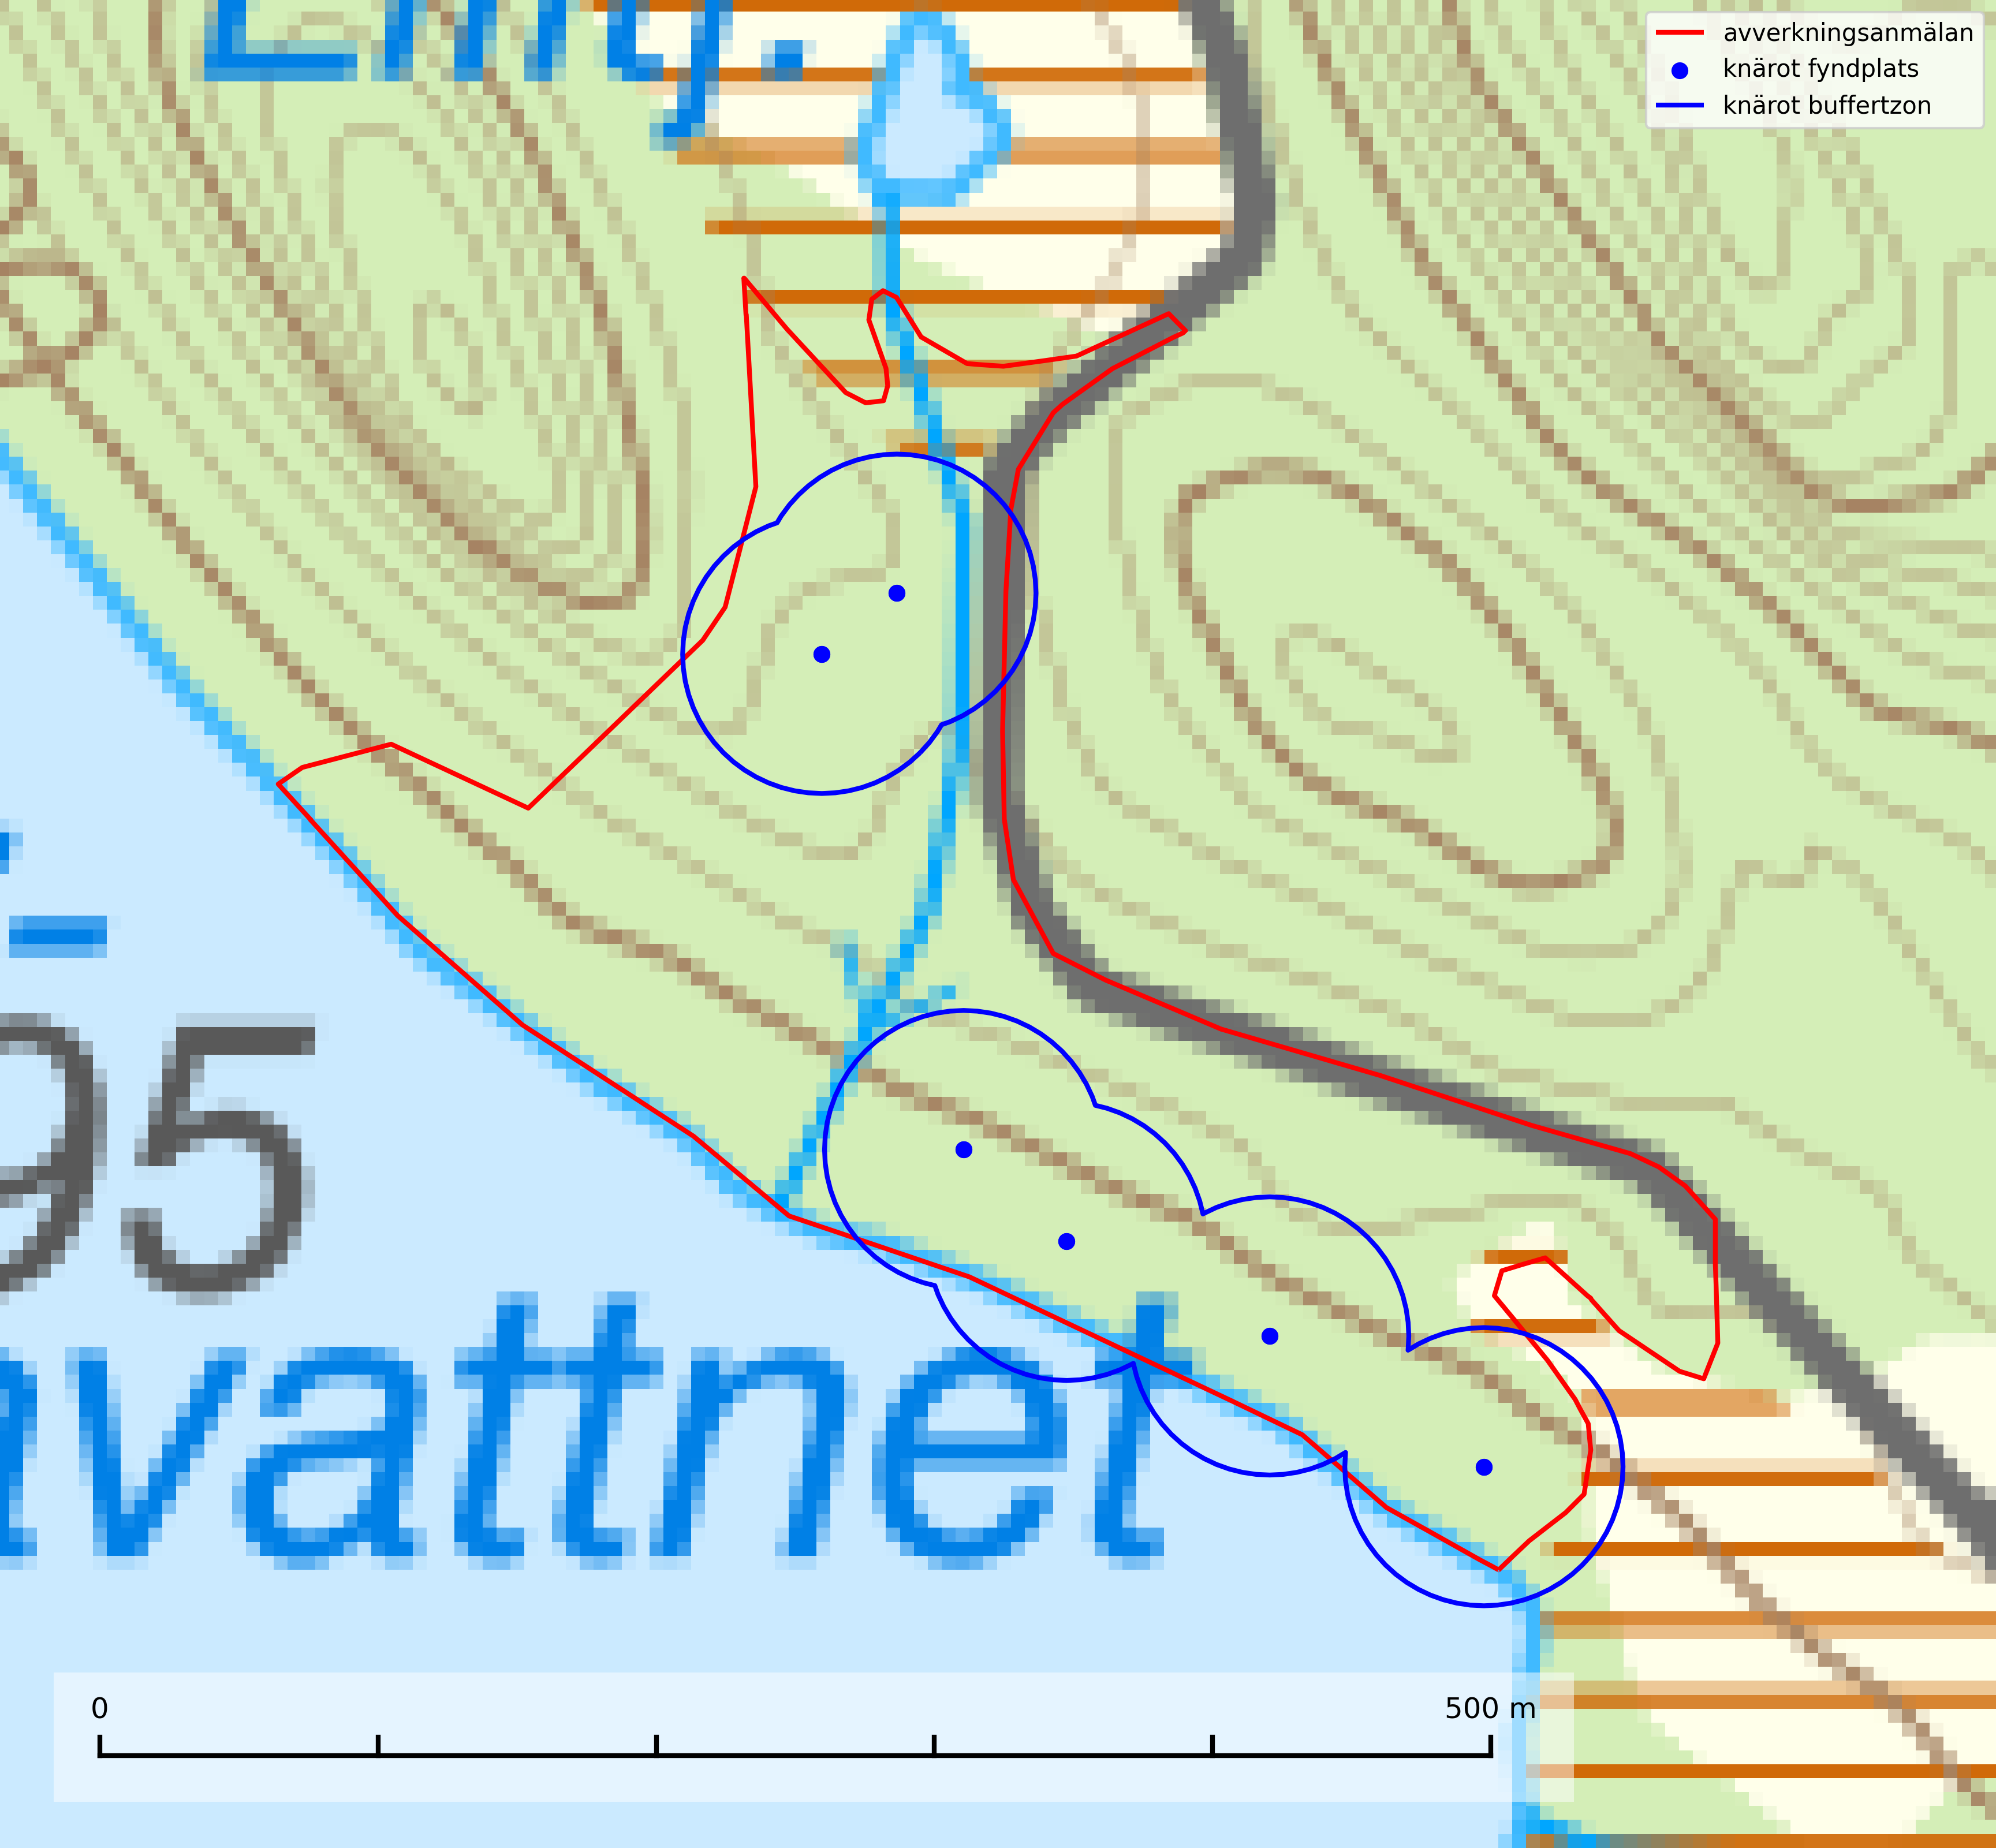 avverkningsanmälan
knärot fyndplats
knärot buffertzon
95
vattnet
0
500 m